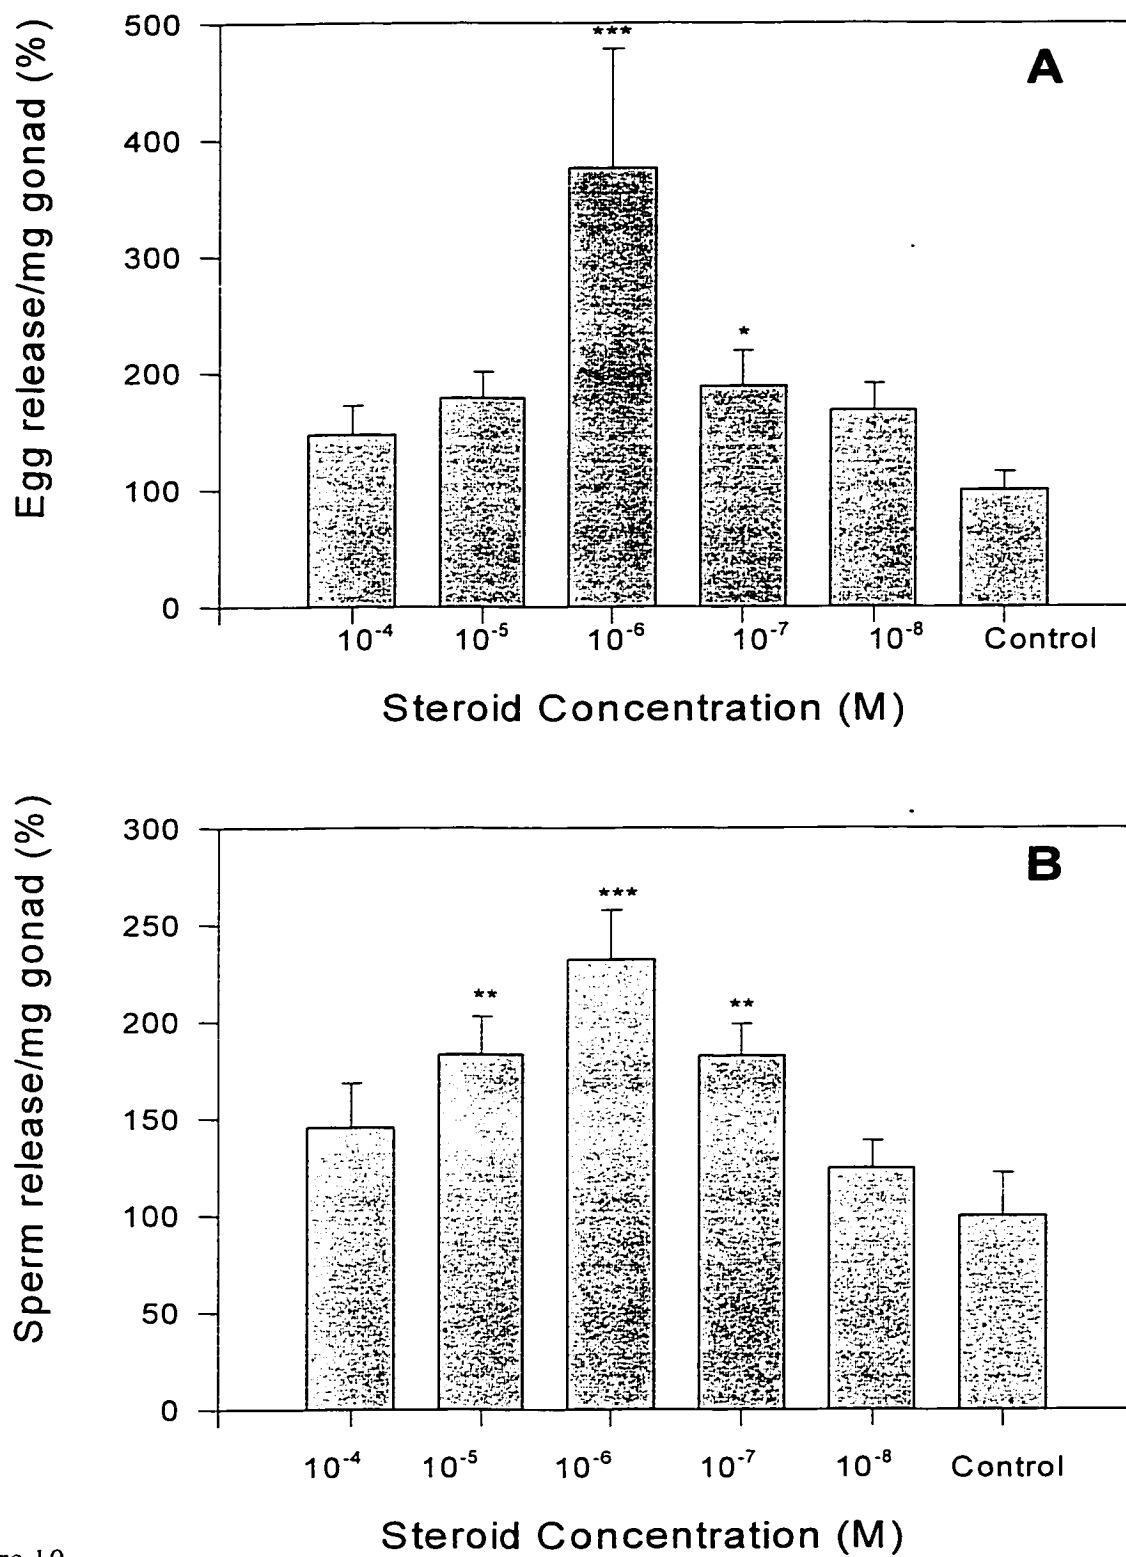 Egg release/mg gonad (%)
500
400
300
200
100
0
***
*
A
10⁻⁴ 10⁻⁵ 10⁻⁶ 10⁻⁷ 10⁻⁸ Control
Steroid Concentration (M)
Sperm release/mg gonad (%)
300
250
200
150
100
50
0
**
***
**
B
10⁻⁴ 10⁻⁵ 10⁻⁶ 10⁻⁷ 10⁻⁸ Control
Steroid Concentration (M)